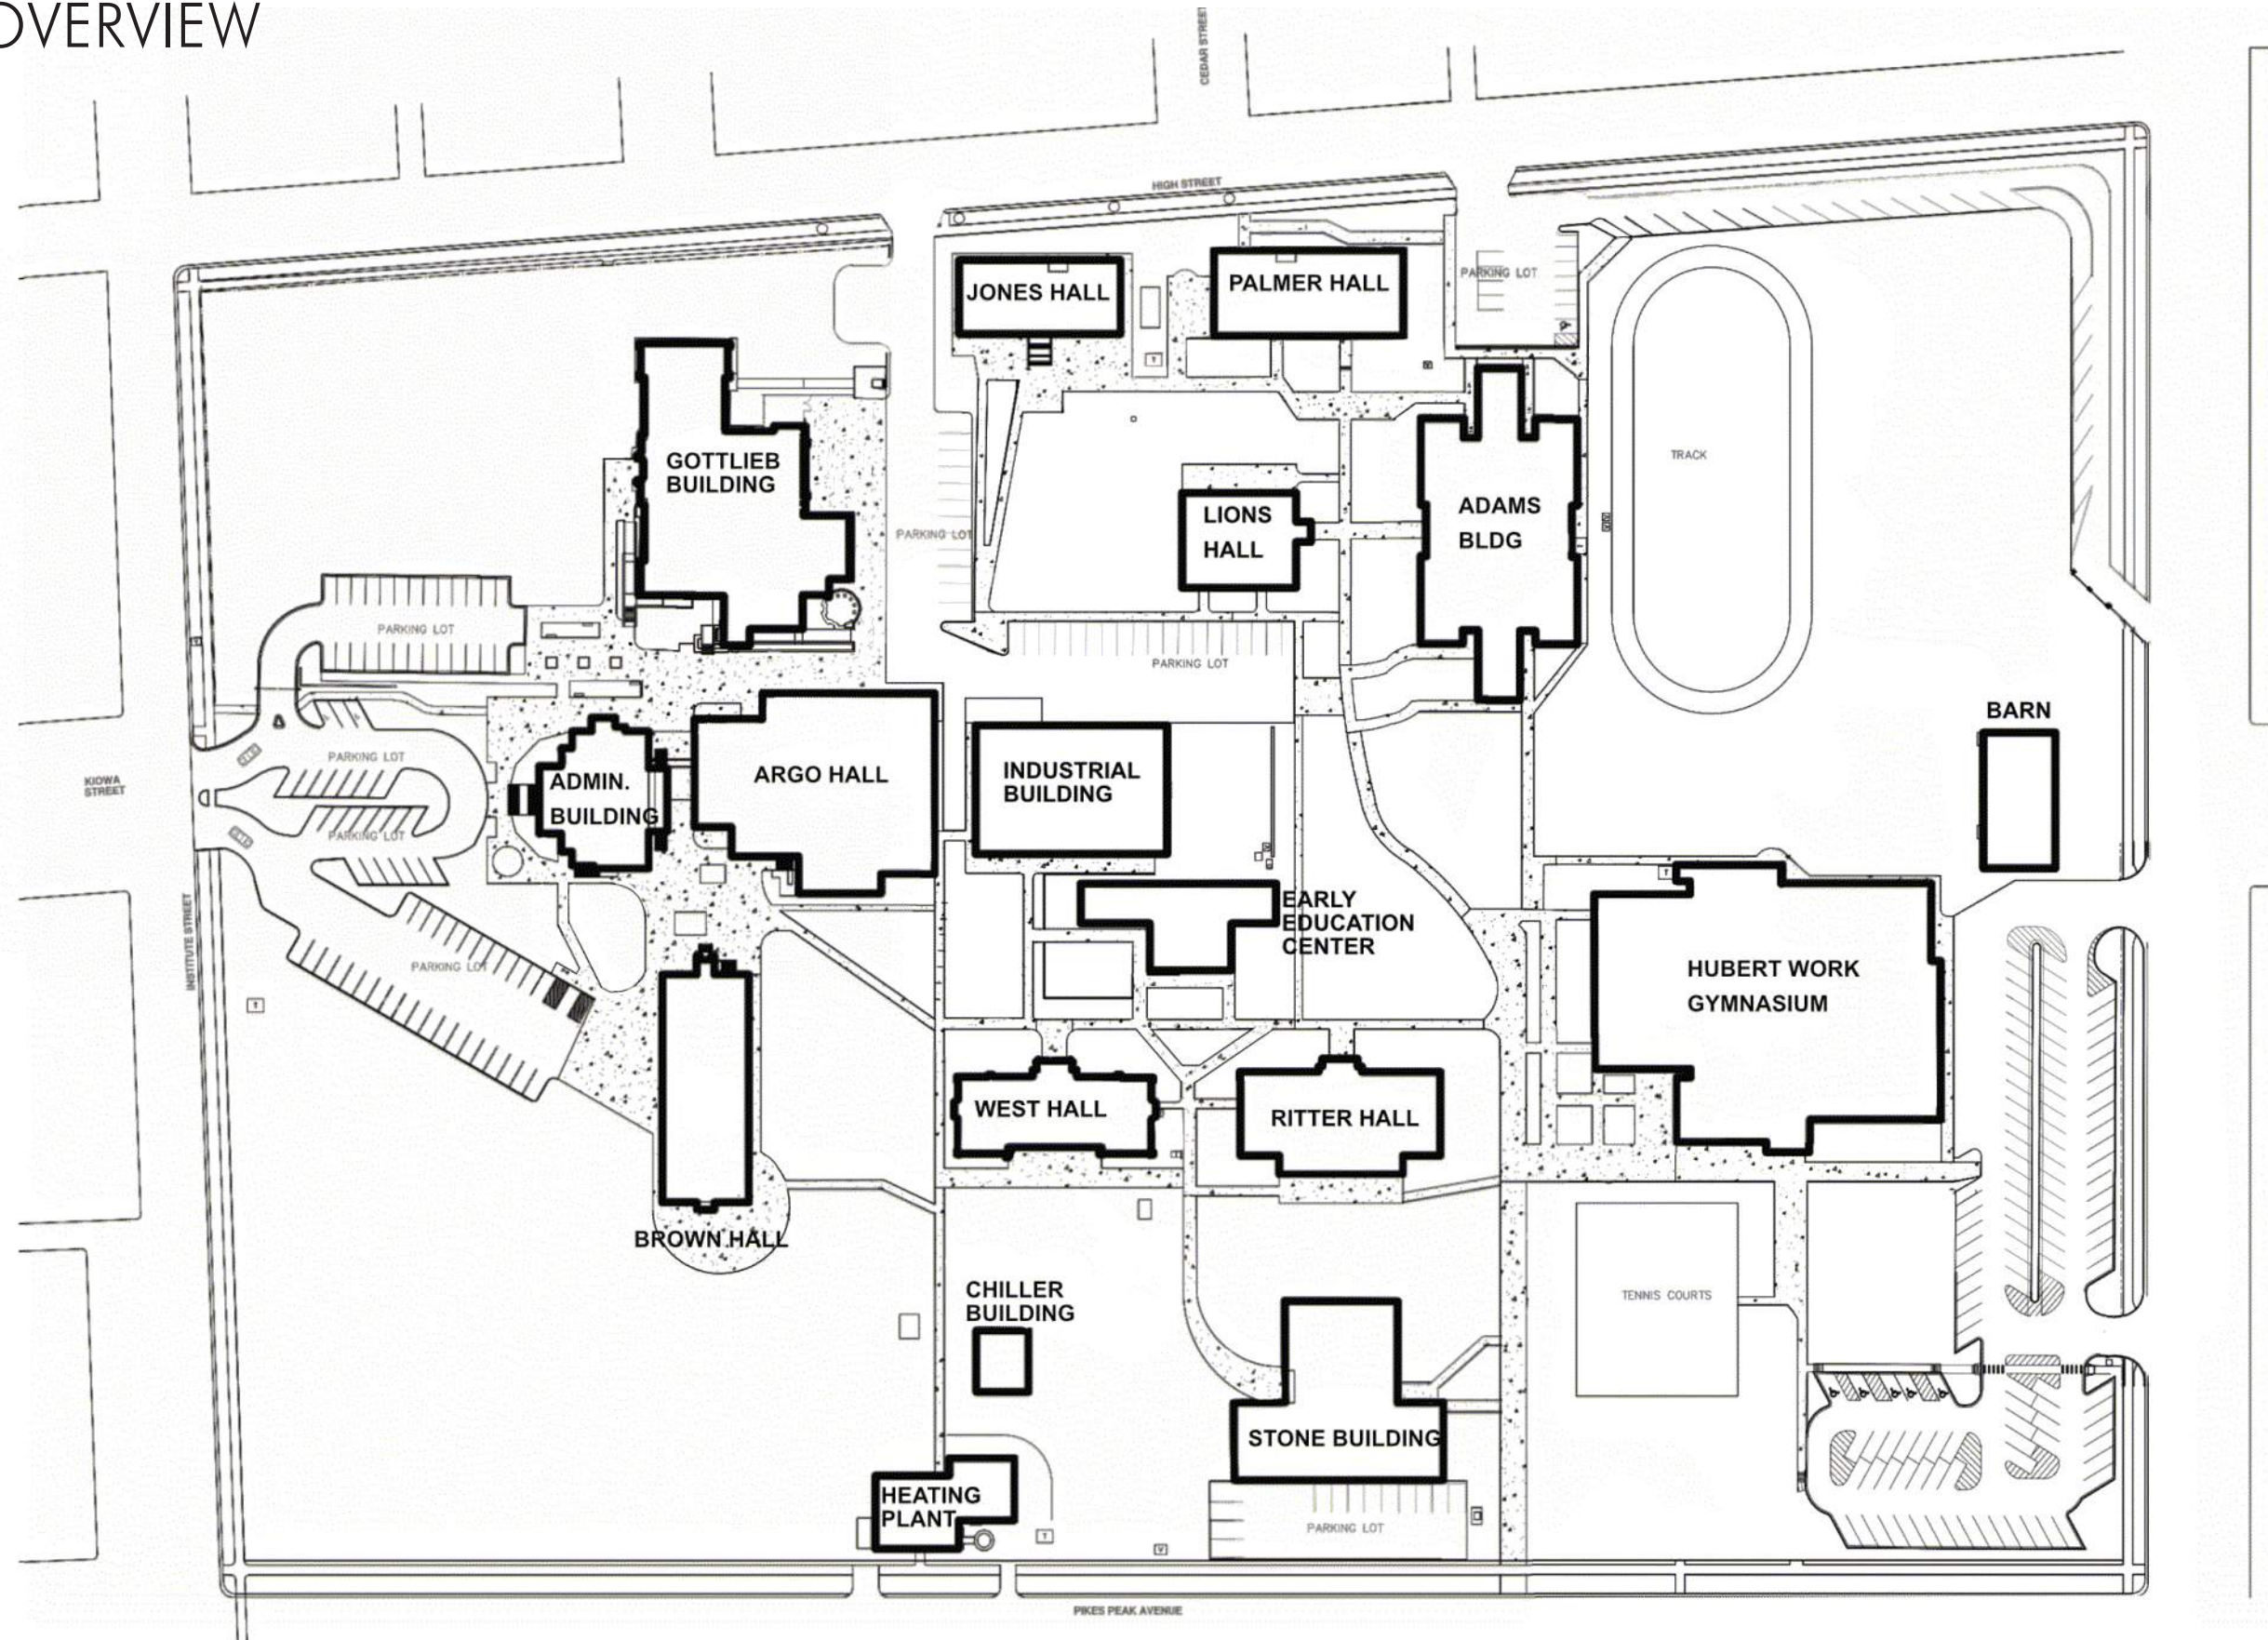 OVERVIEW
CEDAR STREET
HIGH STREET
JONES HALL
PALMER HALL
PARKING LOT
GOTTLIEB
BUILDING
TRACK
LIONS
HALL
ADAMS
BLDG
PARKING LOT
PARKING LOT
PARKING LOT
BARN
KIOWA
STREET
PARKING LOT
PARKING LOT
ADMIN.
BUILDING
ARGO HALL
INDUSTRIAL
BUILDING
EARLY
EDUCATION
CENTER
INSTITUTE STREET
PARKING LOT
HUBERT WORK
GYMNASIUM
WEST HALL
RITTER HALL
BROWN HALL
CHILLER
BUILDING
TENNIS COURTS
STONE BUILDING
HEATING
PLANT
PARKING LOT
PIKES PEAK AVENUE